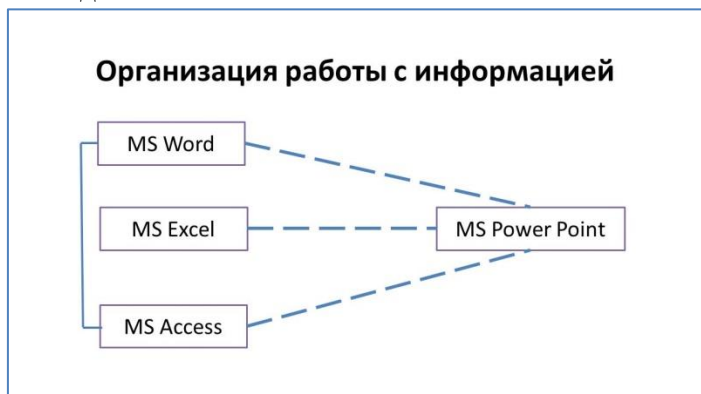 Организация работы с информацией
MS Word
MS Excel
MS Power Point
MS Access